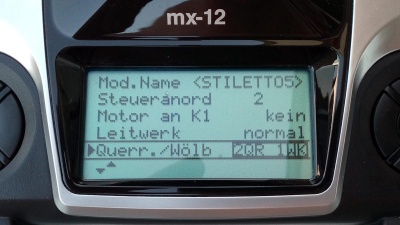 mx-12
Mod.Name <STILETTO5>
Steueranord 2
Motor an K1 kein
Leitwerk normal
►Querr./Wölb 2QR 1WK